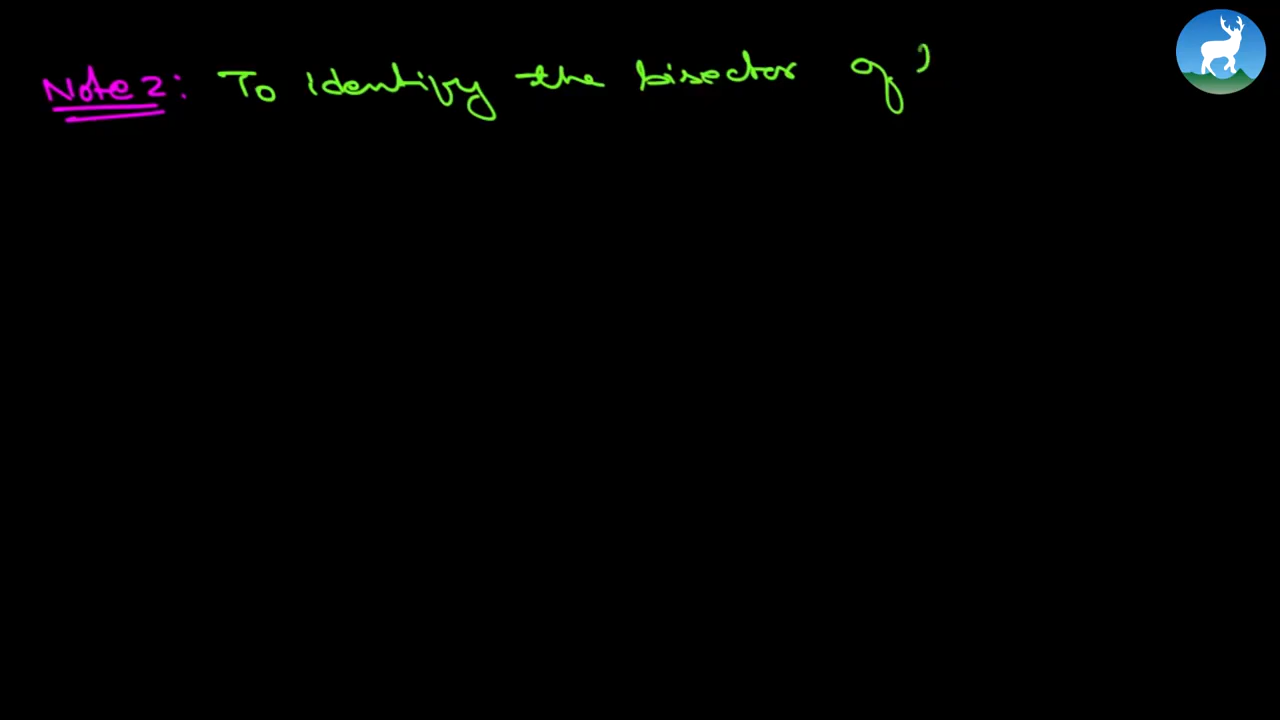 Note 2: To identify the bisector of